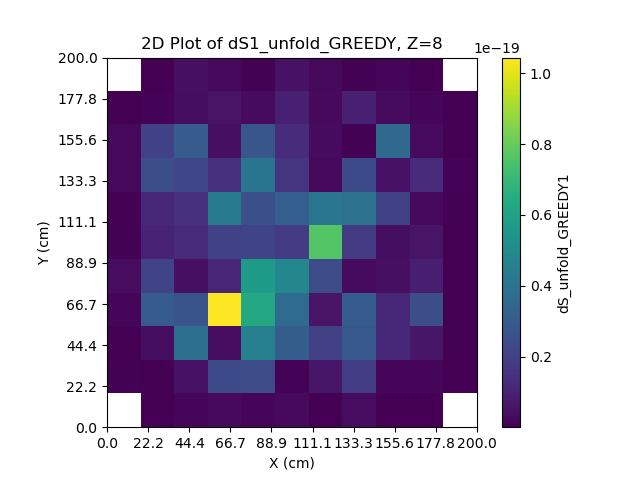 2D Plot of dS1_unfold_GREEDY, Z=8
1e−19
200.0
177.8
155.6
133.3
111.1
88.9
66.7
44.4
22.2
0.0
Y (cm)
0.0 22.2 44.4 66.7 88.9 111.1 133.3 155.6 177.8 200.0
X (cm)
1.0
0.8
0.6
0.4
0.2
dS_unfold_GREEDY1